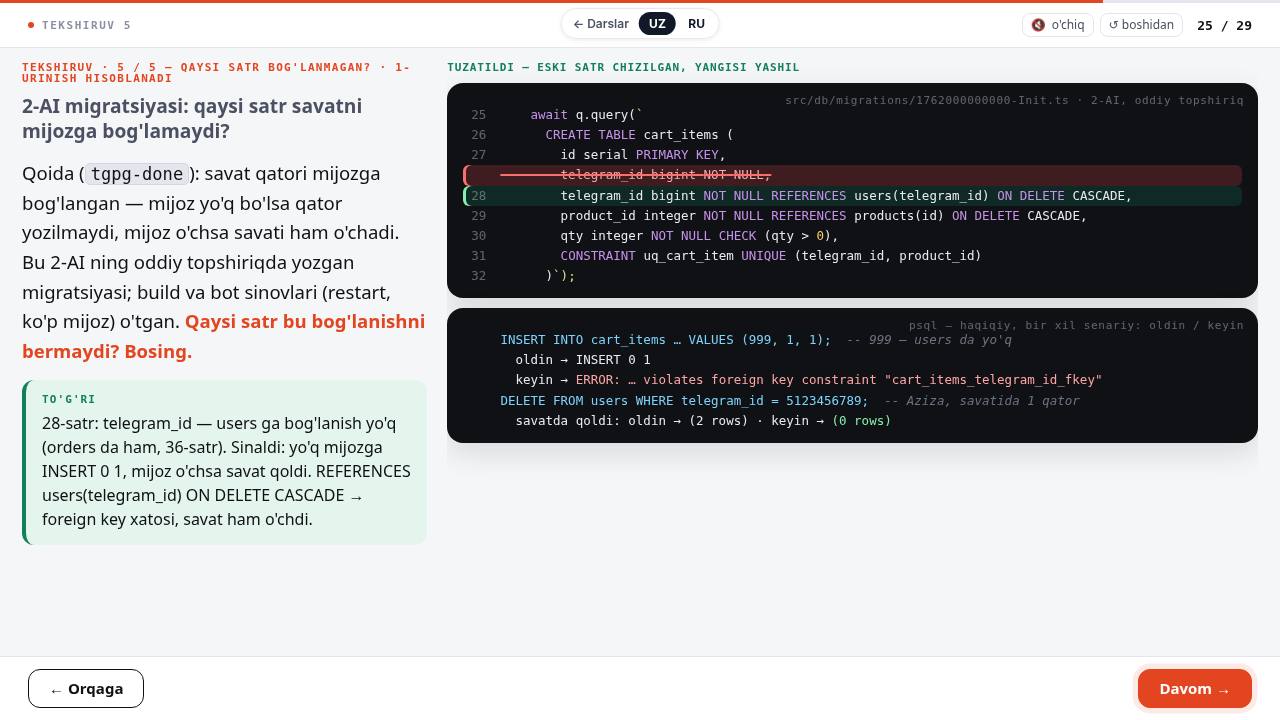 TEKSHIRUV 5
← Darslar UZ RU
🔇 o'chiq ↺ boshidan 25 / 29
TEKSHIRUV · 5 / 5 — QAYSI SATR BOG'LANMAGAN? · 1-
URINISH HISOBLANADI
2-AI migratsiyasi: qaysi satr savatni
mijozga bog'lamaydi?
Qoida (tgpg-done): savat qatori mijozga
bog'langan — mijoz yo'q bo'lsa qator
yozilmaydi, mijoz o'chsa savati ham o'chadi.
Bu 2-AI ning oddiy topshiriqda yozgan
migratsiyasi; build va bot sinovlari (restart,
ko'p mijoz) o'tgan. Qaysi satr bu bog'lanishni
bermaydi? Bosing.
TO'G'RI
28-satr: telegram_id — users ga bog'lanish yo'q
(orders da ham, 36-satr). Sinaldi: yo'q mijozga
INSERT 0 1, mijoz o'chsa savat qoldi. REFERENCES
users(telegram_id) ON DELETE CASCADE →
foreign key xatosi, savat ham o'chdi.
TUZATILDI — ESKI SATR CHIZILGAN, YANGISI YASHIL
src/db/migrations/1762000000000-Init.ts · 2-AI, oddiy topshiriq
25 await q.query(`
26 CREATE TABLE cart_items (
27 id serial PRIMARY KEY,
telegram_id bigint NOT NULL,
28 telegram_id bigint NOT NULL REFERENCES users(telegram_id) ON DELETE CASCADE,
29 product_id integer NOT NULL REFERENCES products(id) ON DELETE CASCADE,
30 qty integer NOT NULL CHECK (qty > 0),
31 CONSTRAINT uq_cart_item UNIQUE (telegram_id, product_id)
32 )`);
psql — haqiqiy, bir xil senariy: oldin / keyin
INSERT INTO cart_items … VALUES (999, 1, 1); -- 999 — users da yo'q
oldin → INSERT 0 1
keyin → ERROR: … violates foreign key constraint "cart_items_telegram_id_fkey"
DELETE FROM users WHERE telegram_id = 5123456789; -- Aziza, savatida 1 qator
savatda qoldi: oldin → (2 rows) · keyin → (0 rows)
← Orqaga
Davom →